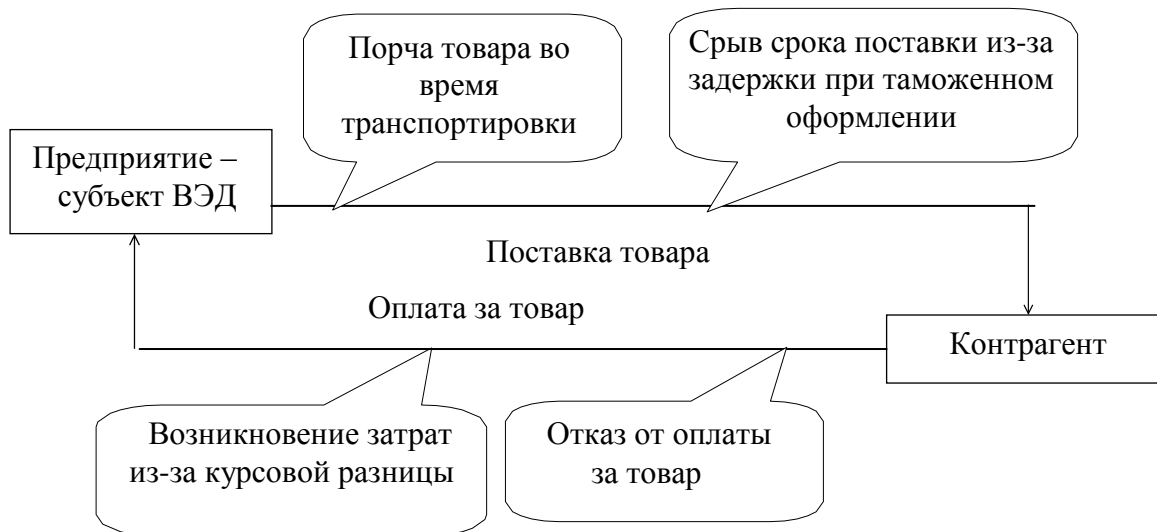 Порча товара во
время
транспортировки
Срыв срока поставки из-за
задержки при таможенном
оформлении
Предприятие –
субъект ВЭД
Поставка товара
Оплата за товар
Контрагент
Возникновение затрат
из-за курсовой разницы
Отказ от оплаты
за товар